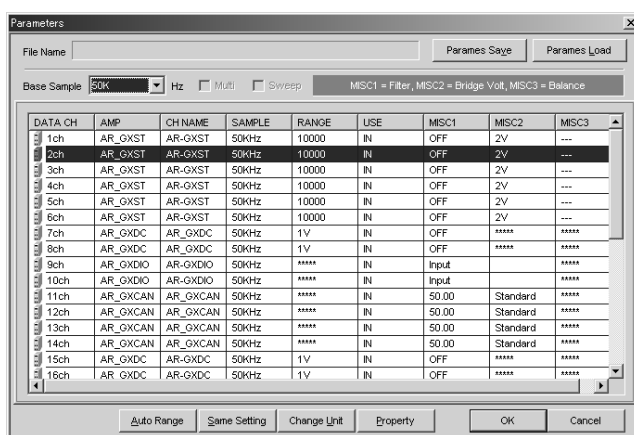 Parameters
File Name Parames Save Parames Load
Base Sample 50K Hz Multi Sweep MISC1 = Filter, MISC2 = Bridge Volt, MISC3 = Balance
DATA CH AMP CH NAME SAMPLE RANGE USE MISC1 MISC2 MISC3
1ch AR_GXST AR-GXST 50KHz 10000 IN OFF 2V ---
2ch AR_GXST AR-GXST 50KHz 10000 IN OFF 2V ---
3ch AR_GXST AR-GXST 50KHz 10000 IN OFF 2V ---
4ch AR_GXST AR-GXST 50KHz 10000 IN OFF 2V ---
5ch AR_GXST AR-GXST 50KHz 10000 IN OFF 2V ---
6ch AR_GXST AR-GXST 50KHz 10000 IN OFF 2V ---
7ch AR_GXDC AR_GXDC 50KHz 1V IN OFF ***** *****
8ch AR_GXDC AR_GXDC 50KHz 1V IN OFF ***** *****
9ch AR_GXDIO AR-GXDIO 50KHz ***** IN Input *****
10ch AR_GXDIO AR-GXDIO 50KHz ***** IN Input *****
11ch AR_GXCAN AR_GXCAN 50KHz ***** IN 50.00 Standard *****
12ch AR_GXCAN AR_GXCAN 50KHz ***** IN 50.00 Standard *****
13ch AR_GXCAN AR_GXCAN 50KHz ***** IN 50.00 Standard *****
14ch AR_GXCAN AR_GXCAN 50KHz ***** IN 50.00 Standard *****
15ch AR_GXDC AR-GXDC 50KHz 1V IN OFF ***** *****
16ch AR_GXDC AR-GXDC 50KHz 1V IN OFF ***** *****
Auto Range Same Setting Change Unit Property OK Cancel